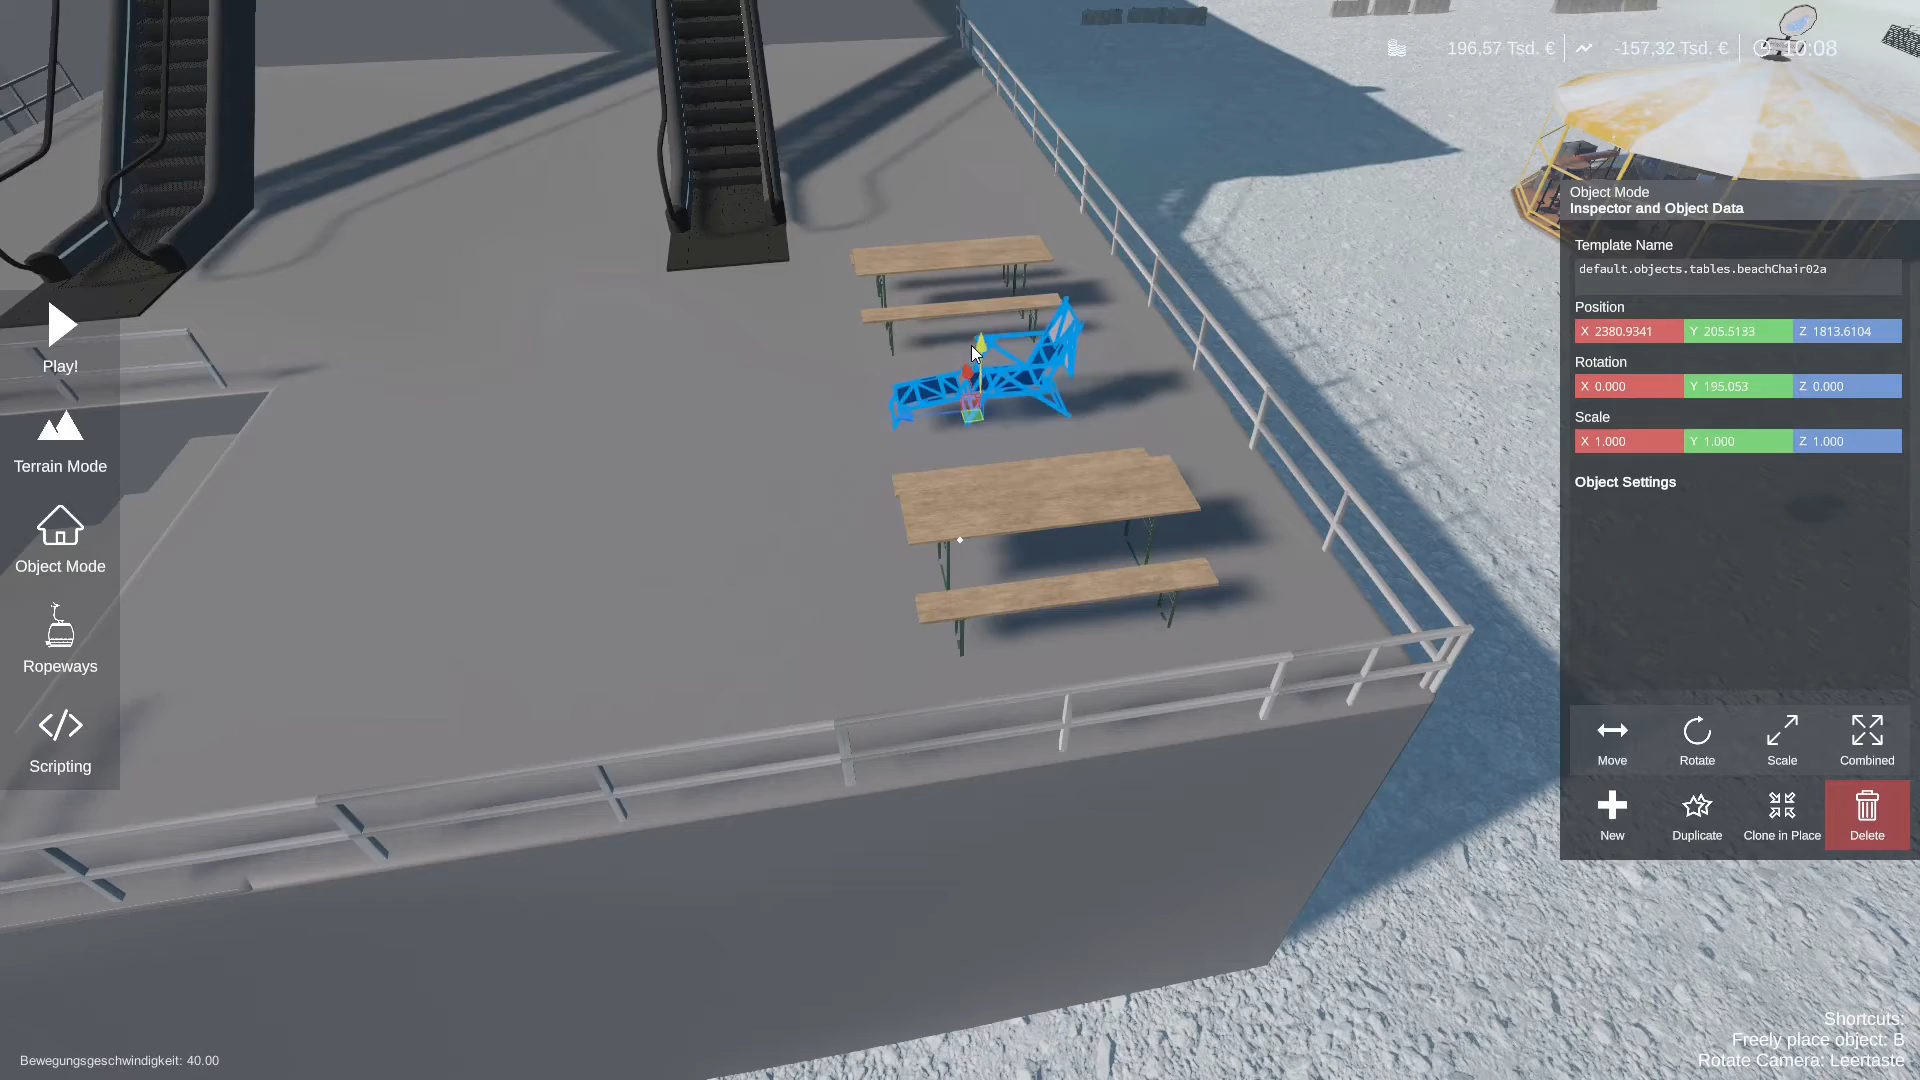 196,57 Tsd. €
-157,32 Tsd. €
10:08
Object Mode
Inspector and Object Data
Template Name
default.objects.tables.beachChair02a
Position
X 2380.9341 Y 205.5133 Z 1813.6104
Rotation
X 0.000 Y 195.053 Z 0.000
Scale
X 1.000 Y 1.000 Z 1.000
Object Settings
Play!
Terrain Mode
Object Mode
Ropeways
Scripting
Move Rotate Scale Combined
New Duplicate Clone in Place Delete
Shortcuts:
Freely place object: B
Rotate Camera: Leertaste
Bewegungsgeschwindigkeit: 40.00